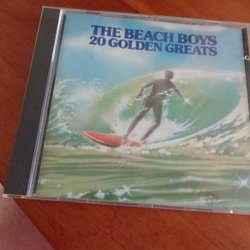 THE BEACH BOYS
20 GOLDEN GREATS